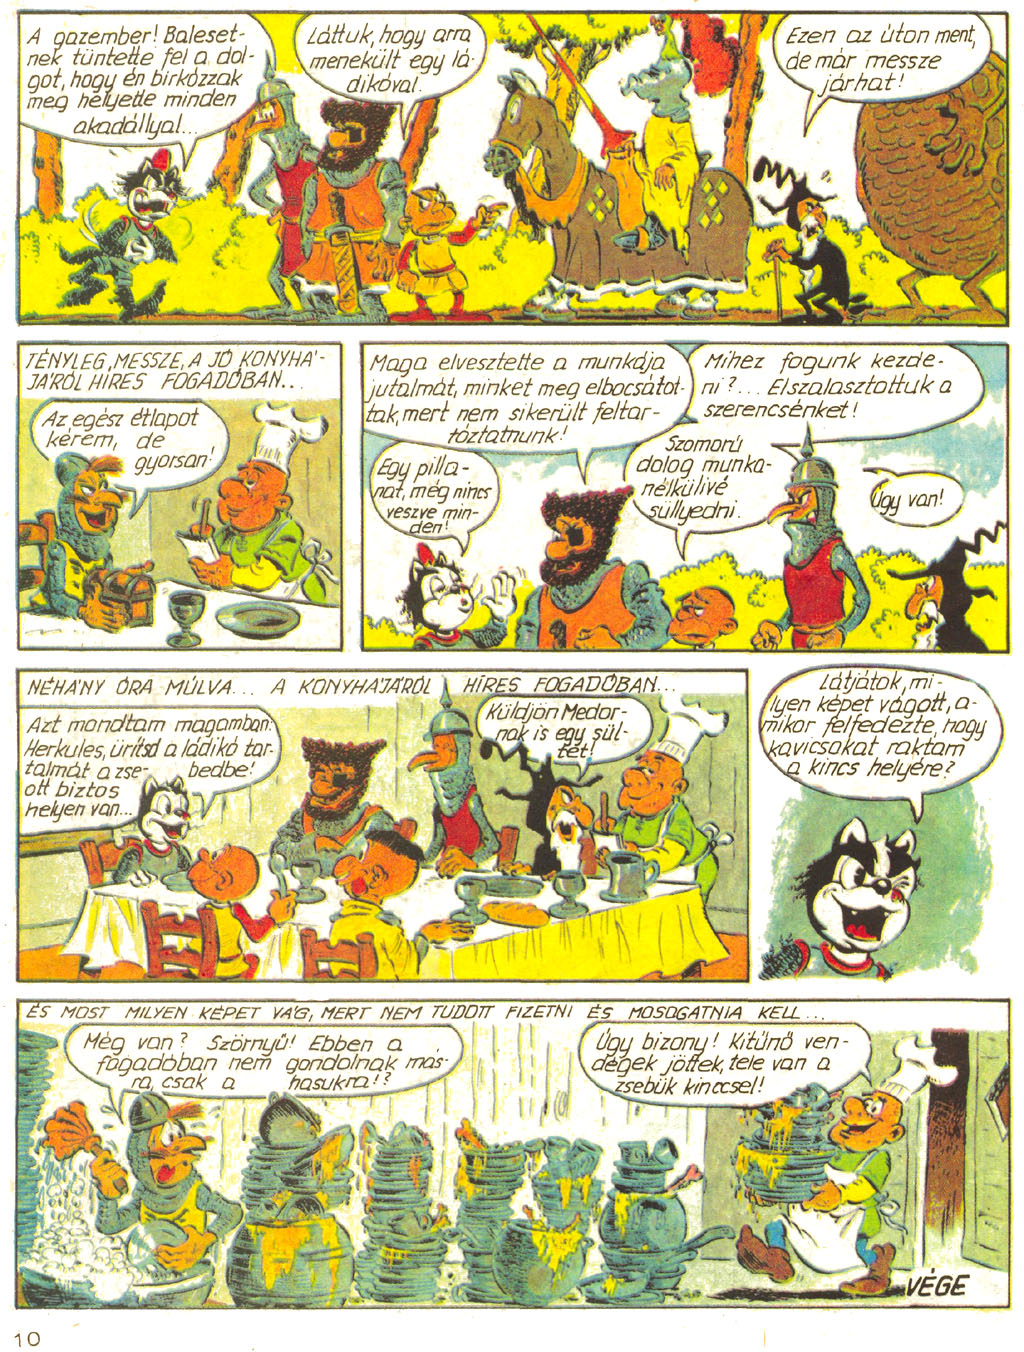 A gazember! Baleset-
nek tüntette fel a dol-
got, hogy én birkózzak
meg helyette minden
akadállyal...
Láttuk, hogy arra
menekült egy lá-
dikóval.
Ezen az úton ment,
de már messze
járhat!
TÉNYLEG, MESSZE, A JÓ KONYHÁ-
JÁRÓL HIRES FOGADÓBAN...
Az egész étlapot
kérem, de
gyorsan!
Maga elvesztette a munkája
jutalmát, minket meg elbocsátot-
tak, mert nem sikerült feltar-
tóztatnunk!
Mihez fogunk kezde-
ni?... Elszalasztottuk a
szerencsénket!
Egy pilla-
nat, még nincs
veszve min-
den!
Szomorú
dolog munka-
nélkülivé
süllyedni.
Úgy van!
NÉHÁNY ÓRA MÚLVA... A KONYHÁJÁRÓL HÍRES FOGADÓBAN...
Azt mondtam magamban:
Herkules, ürítsd a ládikó tar-
talmát a zse- bedbe!
ott biztos
helyen van...
Küldjön Medor-
nak is egy sül-
tet!
Látjátok, mi-
lyen képet vágott, a-
mikor felfedezte, hogy
kavicsokat raktam
a kincs helyére?
ÉS MOST MILYEN KÉPET VÁG, MERT NEM TUDOTT FIZETNI ÉS MOSOGATNIA KELL...
Még van? Szörnyű! Ebben a
fogadóban nem gondolnak más-
ra, csak a hasukra!?
Úgy bizony! Kitűnő ven-
dégek jöttek, tele van a
zsebük kinccsel!
VÉGE
10